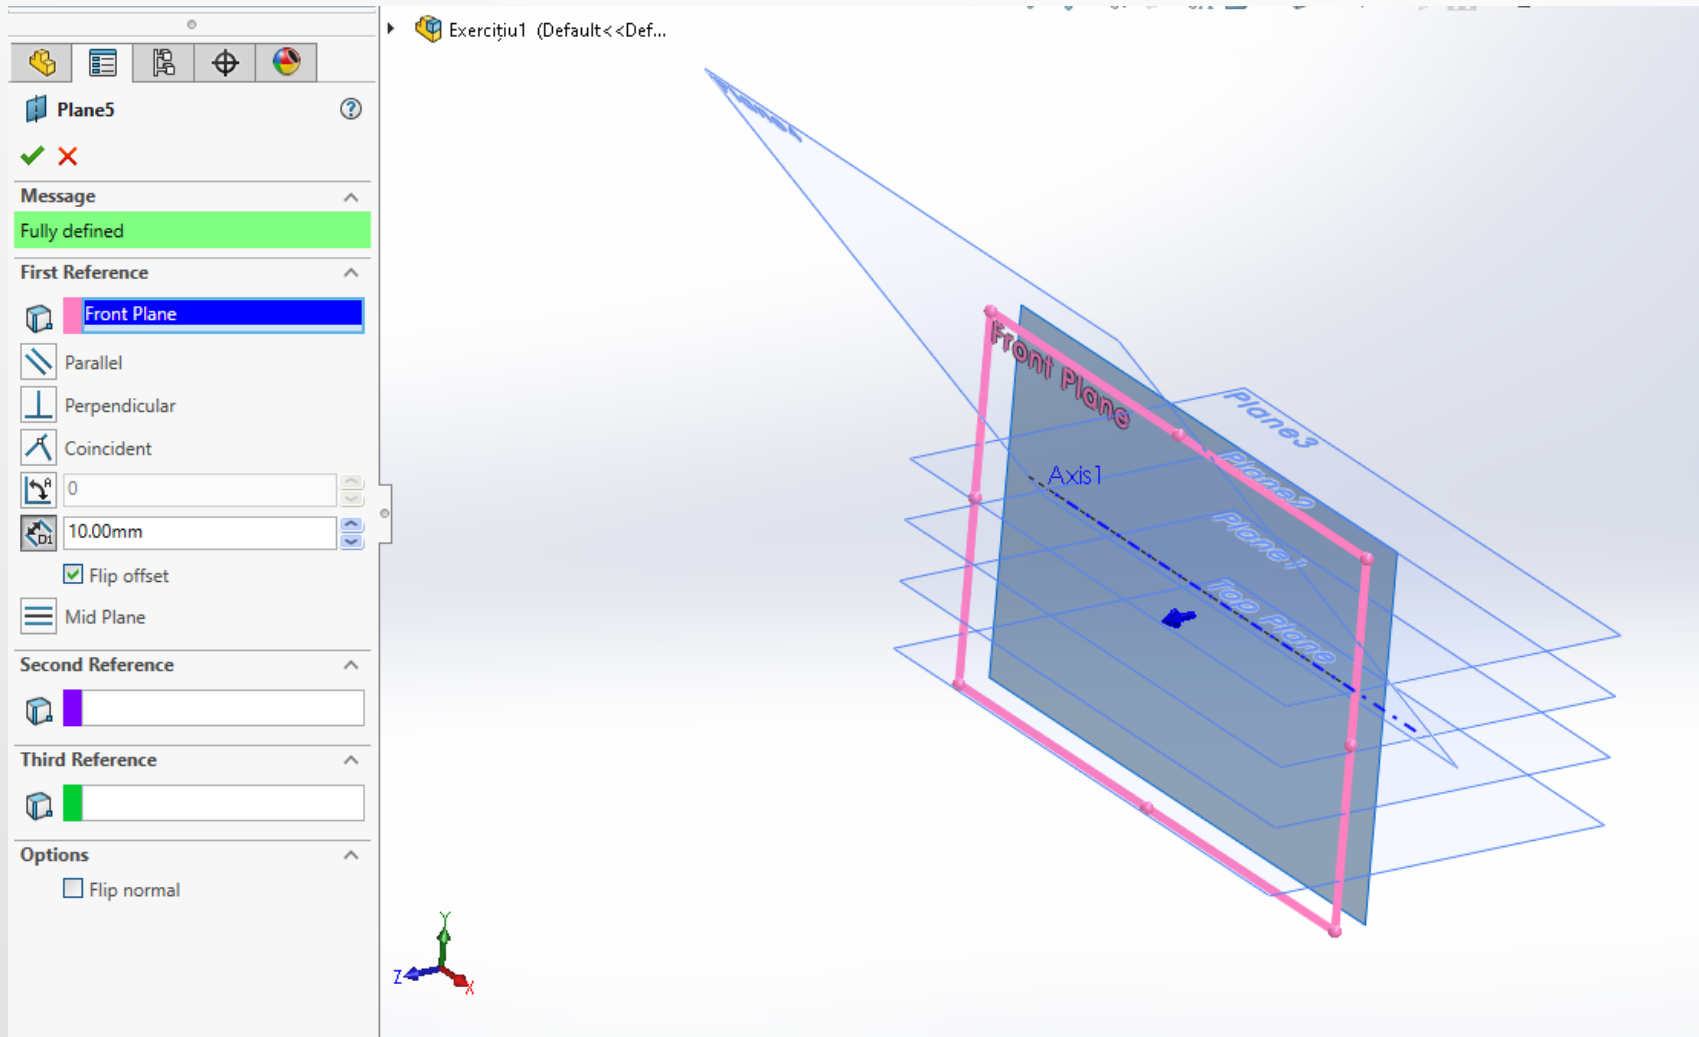 Exercițiu1 (Default<<Def...
Plane5
Message
Fully defined
First Reference
Front Plane
Parallel
Perpendicular
Coincident
0
10.00mm
Flip offset
Mid Plane
Second Reference
Third Reference
Options
Flip normal
Front Plane
Plane3
Plane2
Axis1
Plane1
Top Plane
Y
Z
X